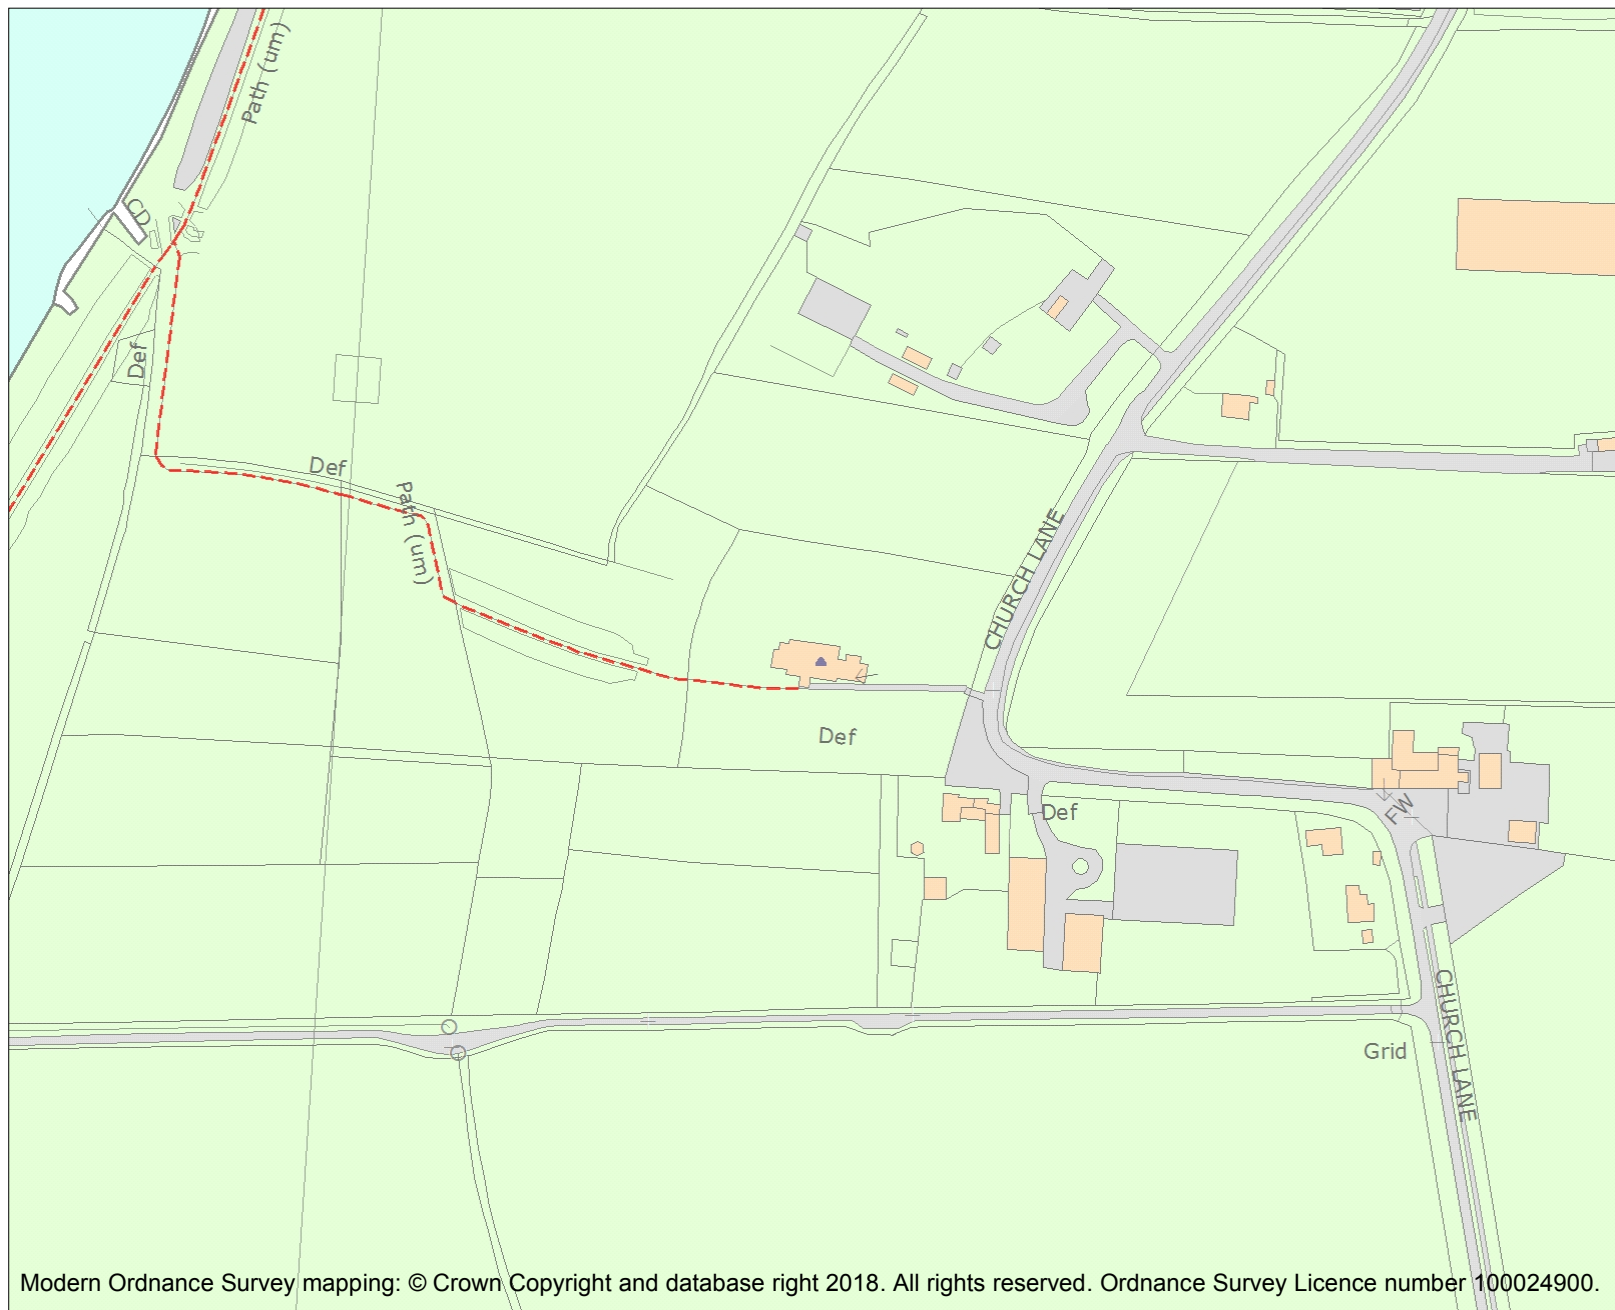 Path (um)
CD
Def
Def
Path (um)
CHURCH LANE
Def
Def
FW
CHURCH LANE
Grid
Modern Ordnance Survey mapping: © Crown Copyright and database right 2018. All rights reserved. Ordnance Survey Licence number 100024900.